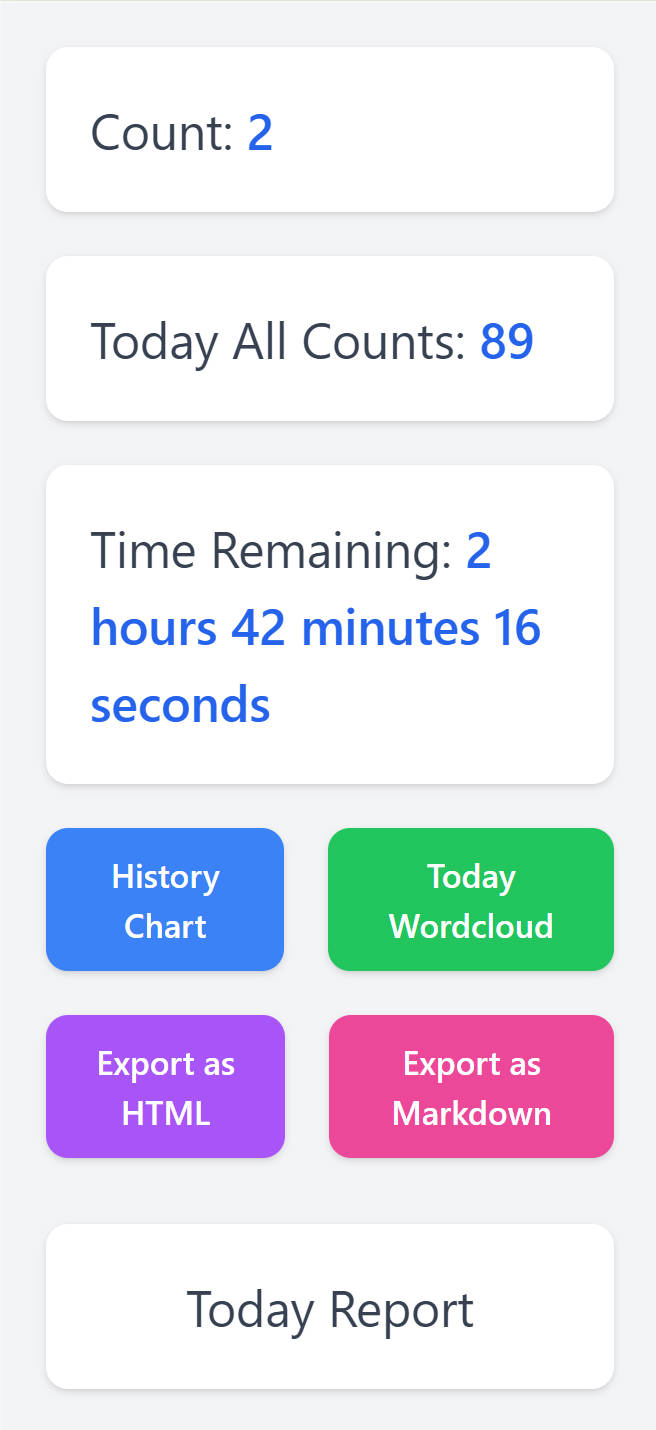 Count: 2
Today All Counts: 89
Time Remaining: 2
hours 42 minutes 16
seconds
History
Chart
Today
Wordcloud
Export as
HTML
Export as
Markdown
Today Report